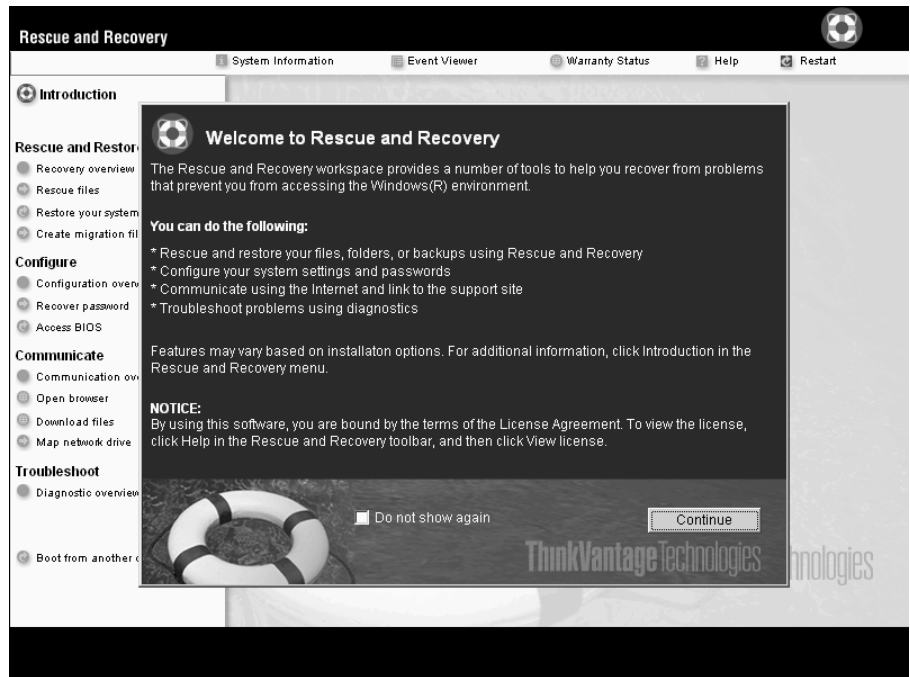 Rescue and Recovery
System Information Event Viewer Warranty Status Help Restart
Introduction
Rescue and Restor
Recovery overview
Rescue files
Restore your system
Create migration fil
Configure
Configuration overv
Recover password
Access BIOS
Communicate
Communication ov
Open browser
Download files
Map network drive
Troubleshoot
Diagnostic overview
Boot from another
Welcome to Rescue and Recovery
The Rescue and Recovery workspace provides a number of tools to help you recover from problems
that prevent you from accessing the Windows(R) environment.
You can do the following:
* Rescue and restore your files, folders, or backups using Rescue and Recovery
* Configure your system settings and passwords
* Communicate using the Internet and link to the support site
* Troubleshoot problems using diagnostics
Features may vary based on installaton options. For additional information, click Introduction in the
Rescue and Recovery menu.
NOTICE:
By using this software, you are bound by the terms of the License Agreement. To view the license,
click Help in the Rescue and Recovery toolbar, and then click View license.
Do not show again
Continue
ThinkVantage Technologies
hnologies